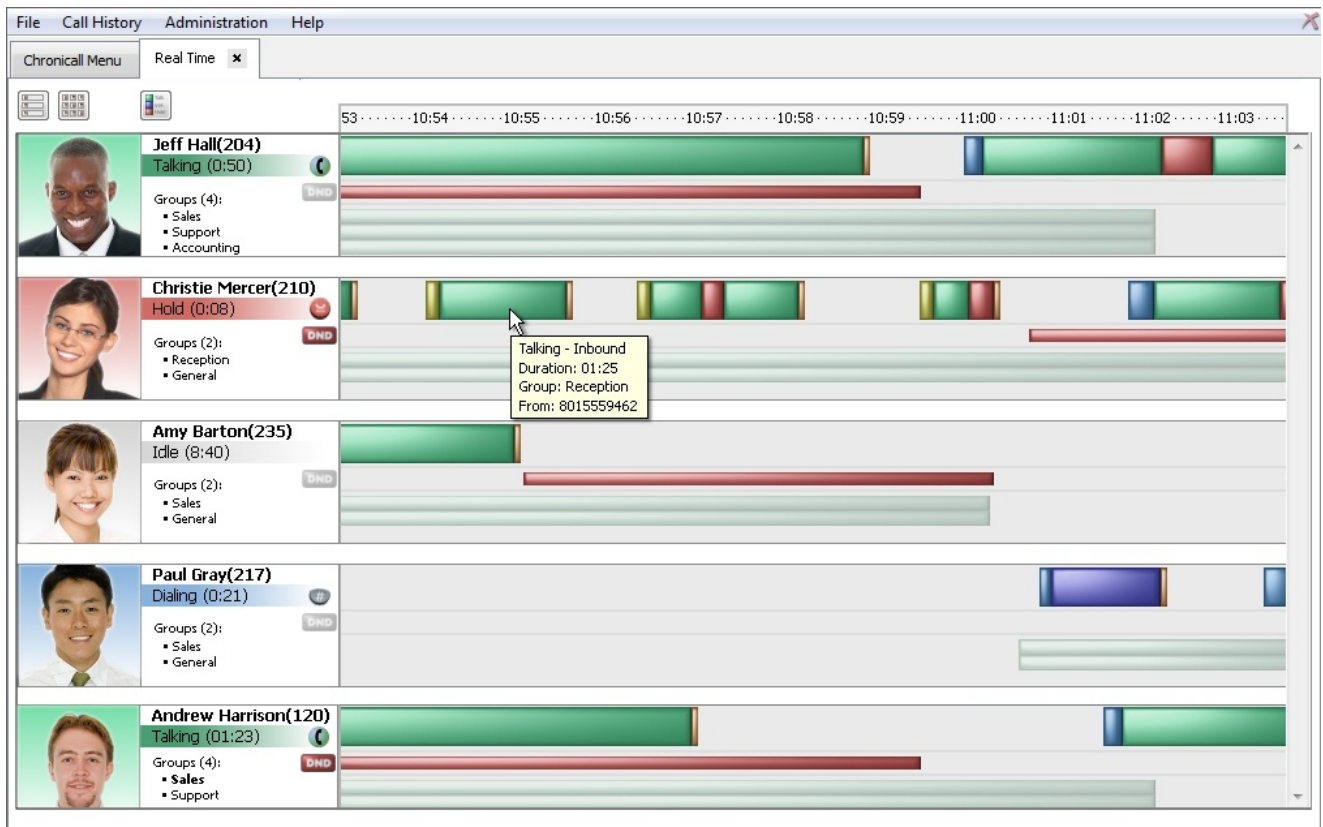 File Call History Administration Help
Chronicall Menu Real Time
53 10:54 10:55 10:56 10:57 10:58 10:59 11:00 11:01 11:02 11:03
Jeff Hall(204)
Talking (0:50)
DND
Groups (4):
▪ Sales
▪ Support
▪ Accounting
Christie Mercer(210)
Hold (0:08)
DND
Groups (2):
▪ Reception
▪ General
Talking - Inbound
Duration: 01:25
Group: Reception
From: 8015559462
Amy Barton(235)
Idle (8:40)
DND
Groups (2):
▪ Sales
▪ General
Paul Gray(217)
Dialing (0:21)
#
DND
Groups (2):
▪ Sales
▪ General
Andrew Harrison(120)
Talking (01:23)
DND
Groups (4):
▪ Sales
▪ Support